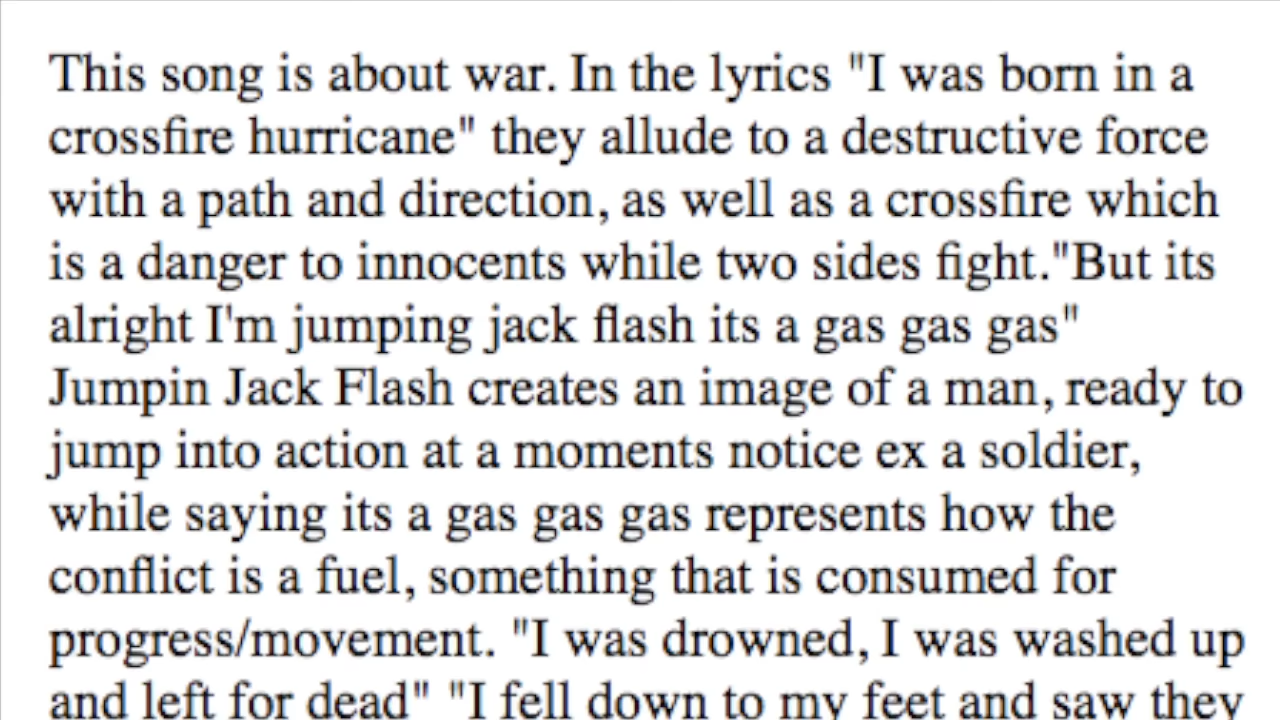 This song is about war. In the lyrics "I was born in a
crossfire hurricane" they allude to a destructive force
with a path and direction, as well as a crossfire which
is a danger to innocents while two sides fight."But its
alright I'm jumping jack flash its a gas gas gas"
Jumpin Jack Flash creates an image of a man, ready to
jump into action at a moments notice ex a soldier,
while saying its a gas gas gas represents how the
conflict is a fuel, something that is consumed for
progress/movement. "I was drowned, I was washed up
and left for dead" "I fell down to my feet and saw they